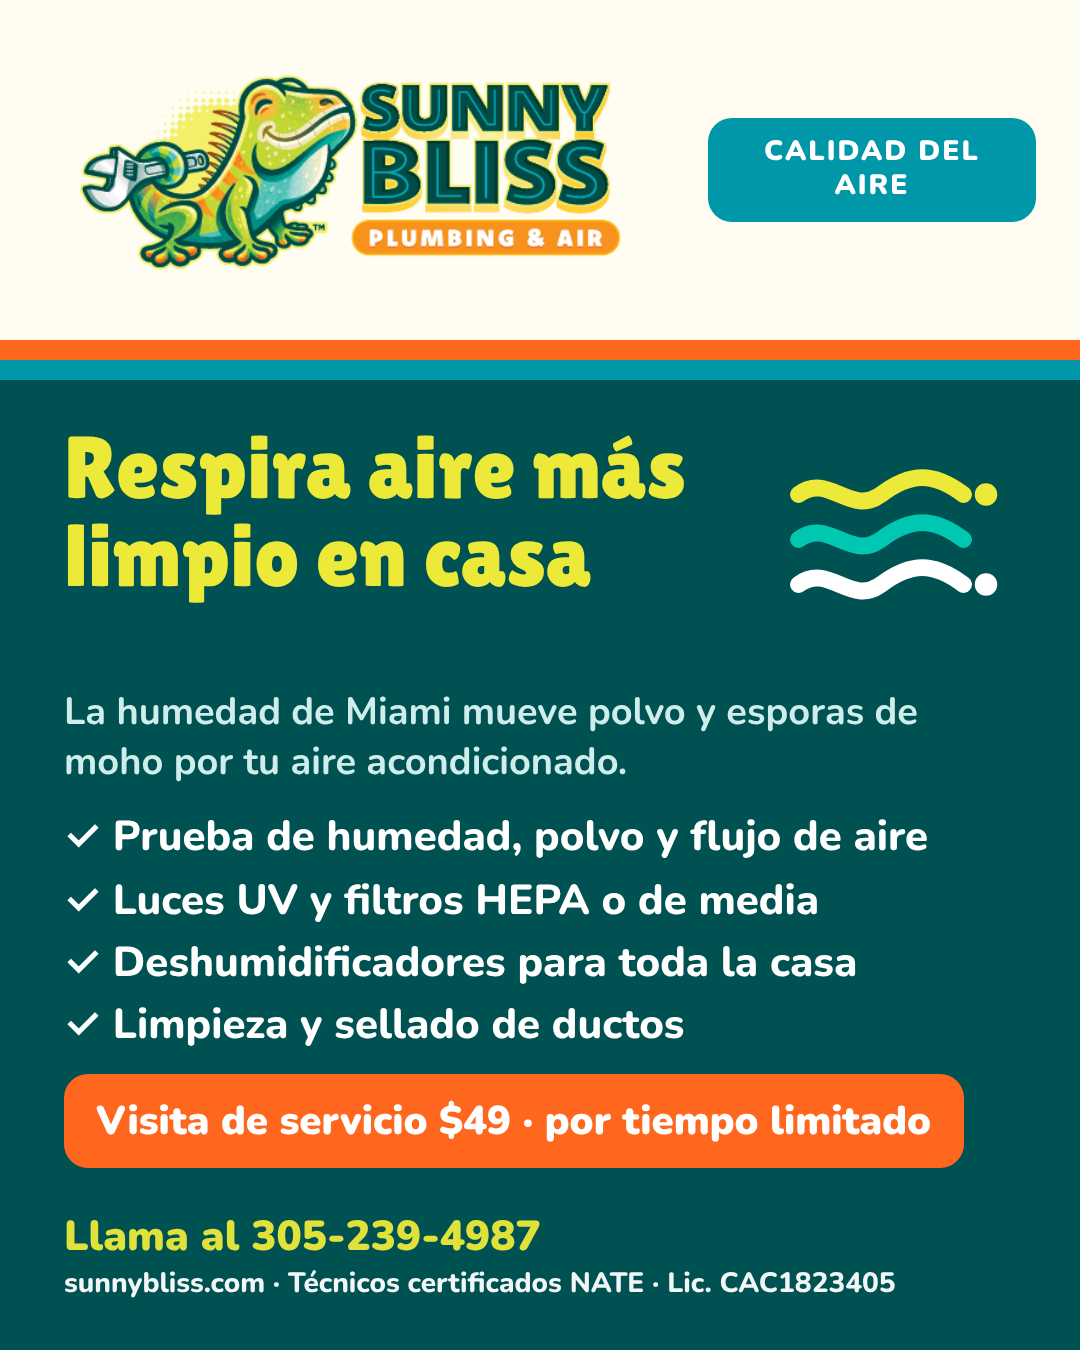 SUNNY
BLISS
PLUMBING & AIR
TM
CALIDAD DEL
AIRE
Respira aire más
limpio en casa
La humedad de Miami mueve polvo y esporas de
moho por tu aire acondicionado.
✓ Prueba de humedad, polvo y flujo de aire
✓ Luces UV y filtros HEPA o de media
✓ Deshumidificadores para toda la casa
✓ Limpieza y sellado de ductos
Visita de servicio $49 · por tiempo limitado
Llama al 305-239-4987
sunnybliss.com · Técnicos certificados NATE · Lic. CAC1823405